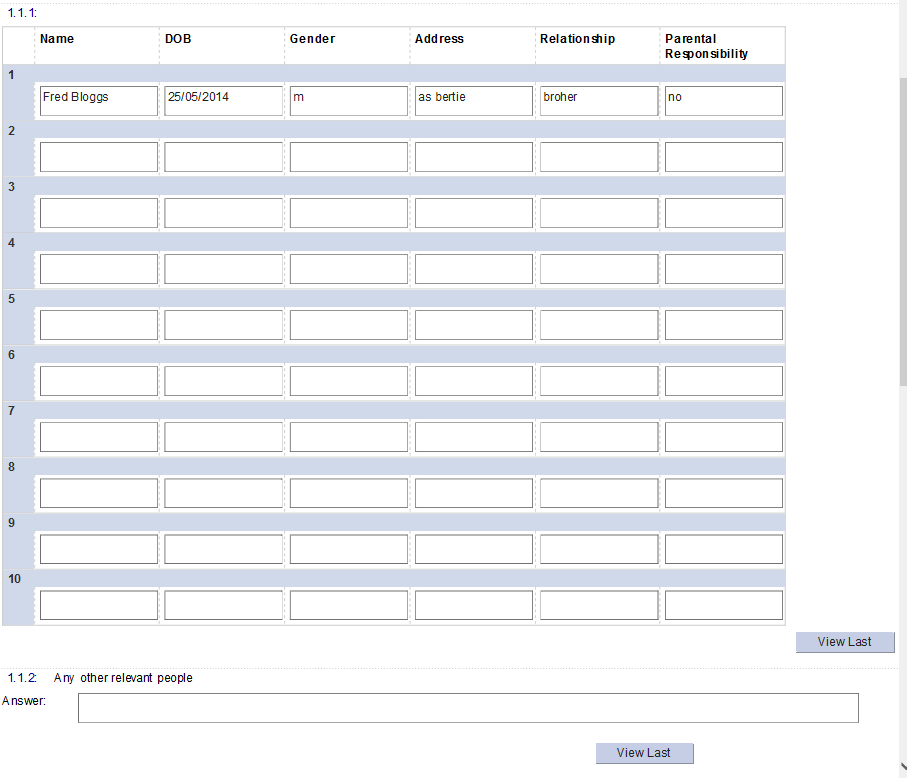 1.1.1:
Name DOB Gender Address Relationship Parental Responsibility
1
Fred Bloggs 25/05/2014 m as bertie broher no
2
3
4
5
6
7
8
9
10
View Last
1.1.2: Any other relevant people
Answer:
View Last